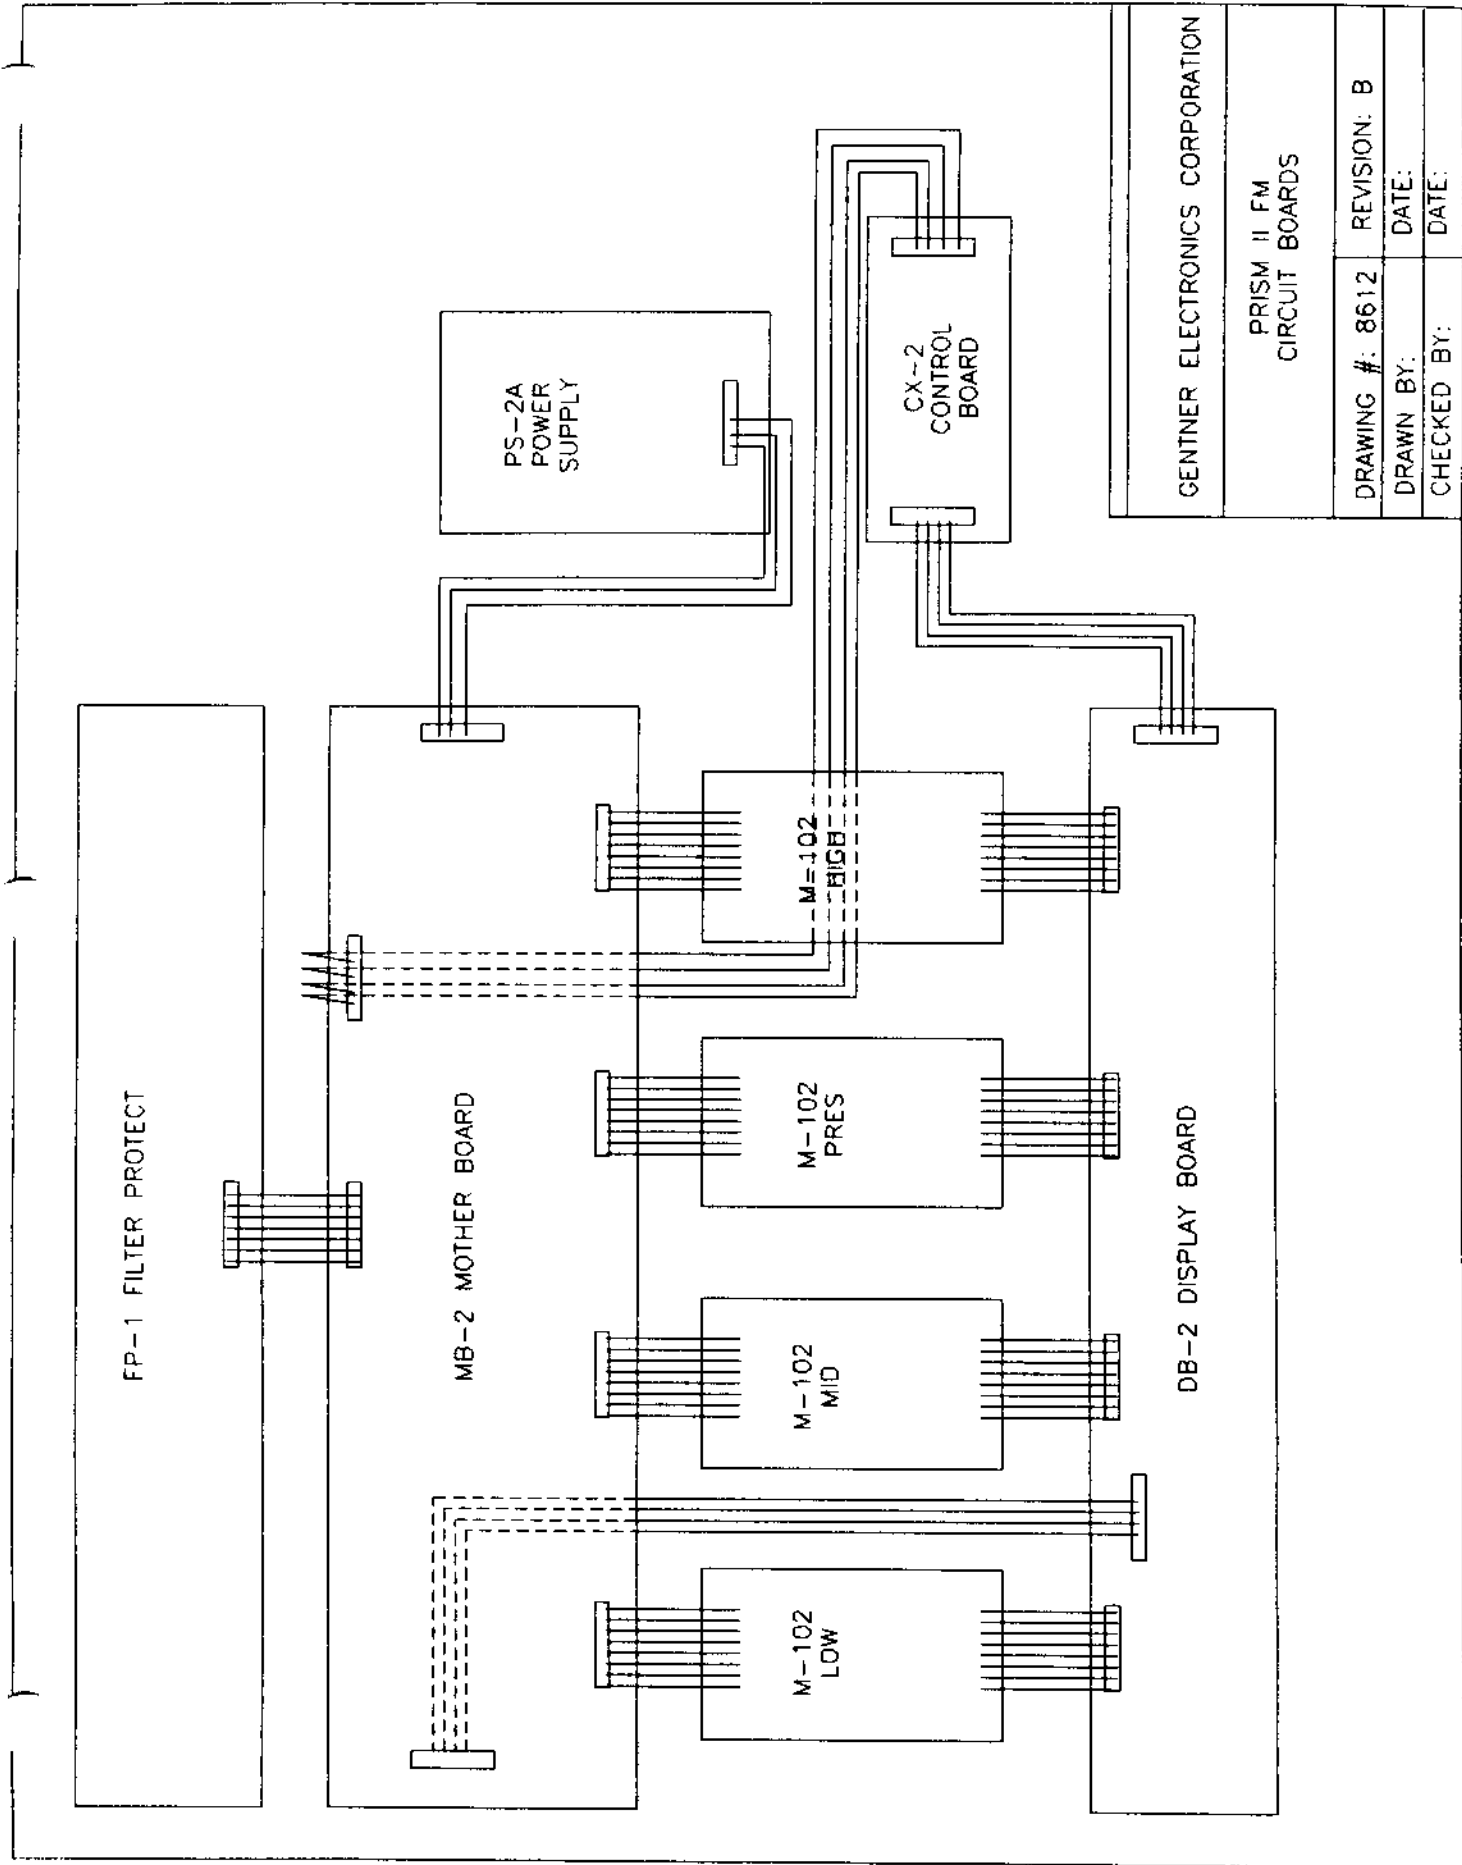 FP-1 FILTER PROTECT
MB-2 MOTHER BOARD
PS-2A
POWER
SUPPLY
M-102
LOW
M-102
MID
M-102
PRES
M-102
HIGH
CX-2
CONTROL
BOARD
DB-2 DISPLAY BOARD
GENTNER ELECTRONICS CORPORATION
PRISM II FM
CIRCUIT BOARDS
DRAWING #: 8612 REVISION: B
DRAWN BY: DATE:
CHECKED BY: DATE: